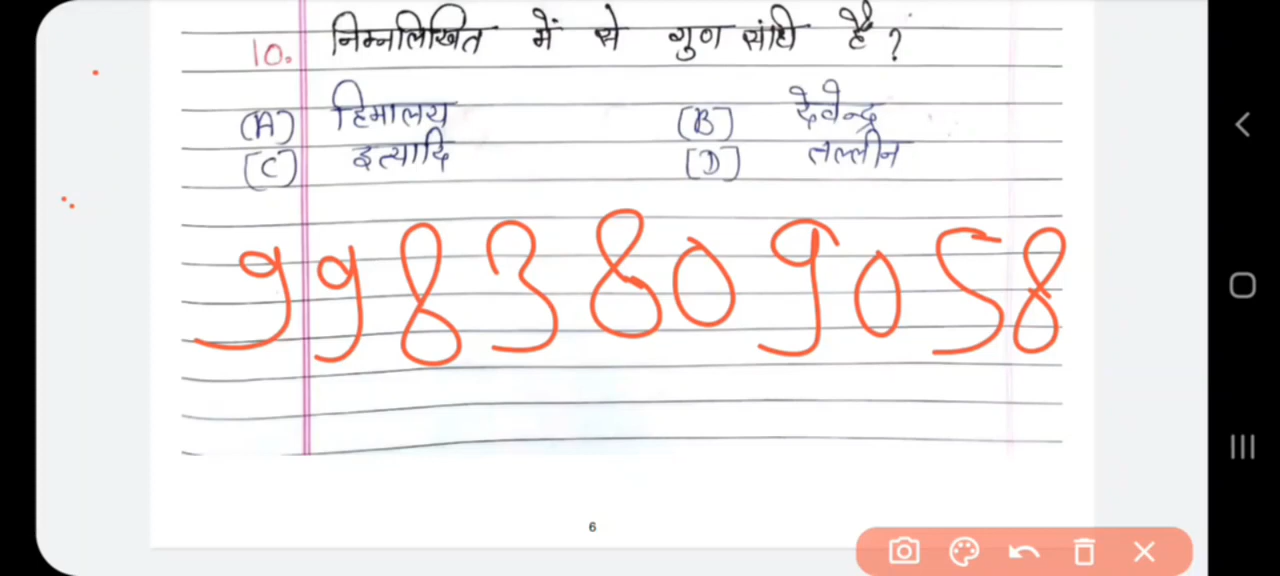 10. निम्नलिखित में से गुण संधी है ?
(A) हिमालय (B) देवेन्द्र
(C) इत्यादि (D) तल्लीन
9983809058
6